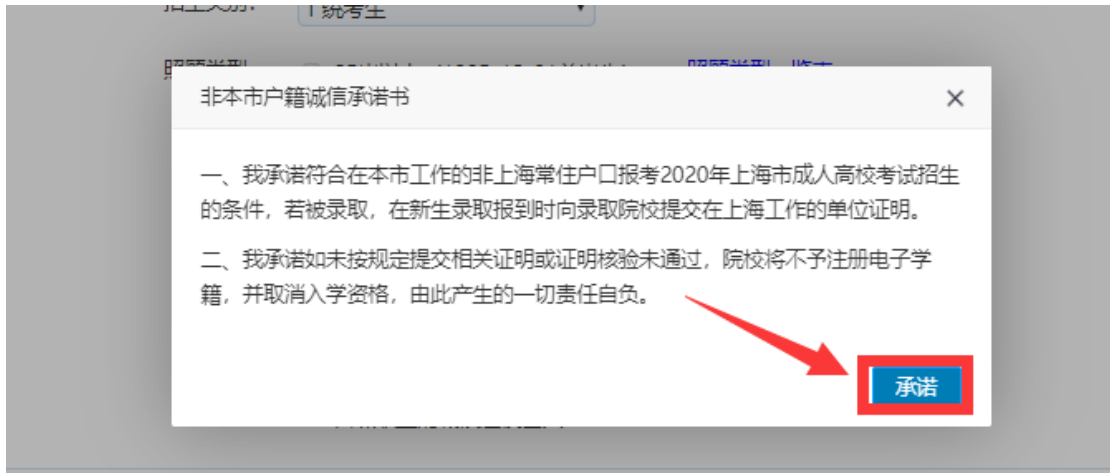 1 统考生
非本市户籍诚信承诺书
一、我承诺符合在本市工作的非上海常住户口报考2020年上海市成人高校考试招生
的条件，若被录取，在新生录取报到时向录取院校提交在上海工作的单位证明。
二、我承诺如未按规定提交相关证明或证明核验未通过，院校将不予注册电子学
籍，并取消入学资格，由此产生的一切责任自负。
承诺